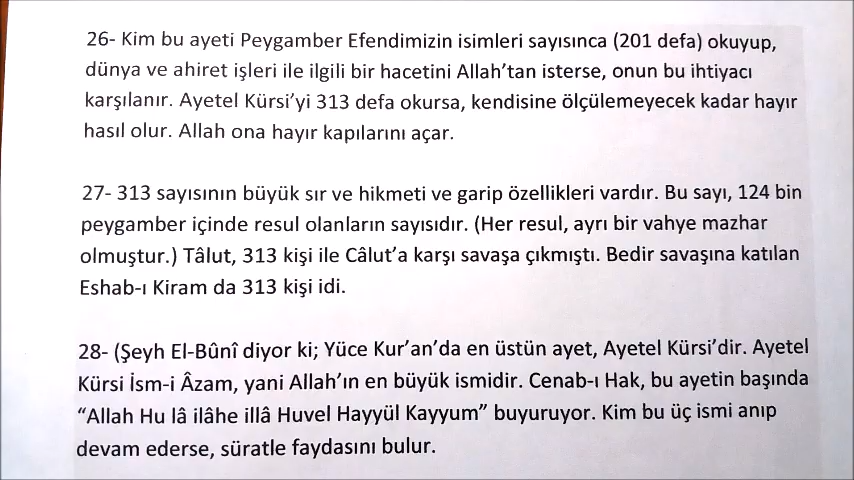 26- Kim bu ayeti Peygamber Efendimizin isimleri sayısınca (201 defa) okuyup,
dünya ve ahiret işleri ile ilgili bir hacetini Allah'tan isterse, onun bu ihtiyacı
karşılanır. Ayetel Kürsi'yi 313 defa okursa, kendisine ölçülemeyecek kadar hayır
hasıl olur. Allah ona hayır kapılarını açar.
27- 313 sayısının büyük sır ve hikmeti ve garip özellikleri vardır. Bu sayı, 124 bin
peygamber içinde resul olanların sayısıdır. (Her resul, ayrı bir vahye mazhar
olmuştur.) Tâlut, 313 kişi ile Câlut'a karşı savaşa çıkmıştı. Bedir savaşına katılan
Eshab-ı Kiram da 313 kişi idi.
28- (Şeyh El-Bûnî diyor ki; Yüce Kur'an'da en üstün ayet, Ayetel Kürsi'dir. Ayetel
Kürsi İsm-i Âzam, yani Allah'ın en büyük ismidir. Cenab-ı Hak, bu ayetin başında
"Allah Hu lâ ilâhe illâ Huvel Hayyül Kayyum" buyuruyor. Kim bu üç ismi anıp
devam ederse, süratle faydasını bulur.